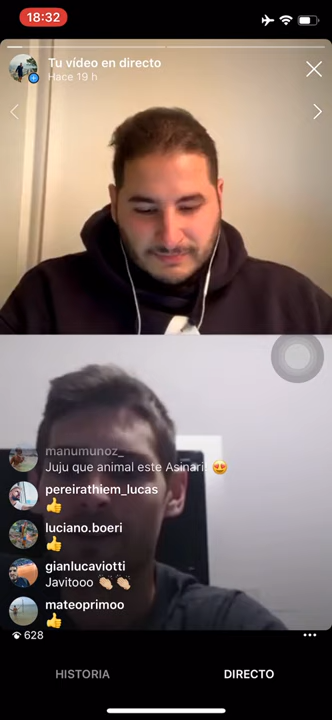 18:32
Tu vídeo en directo
Hace 19 h
manumunoz_
Juju que animal este Asinari! 😍
pereirathiem_lucas
👍
luciano.boeri
👍
gianlucaviotti
Javitooo 👏🏻👏🏻
mateoprimoo
👍
628
HISTORIA
DIRECTO